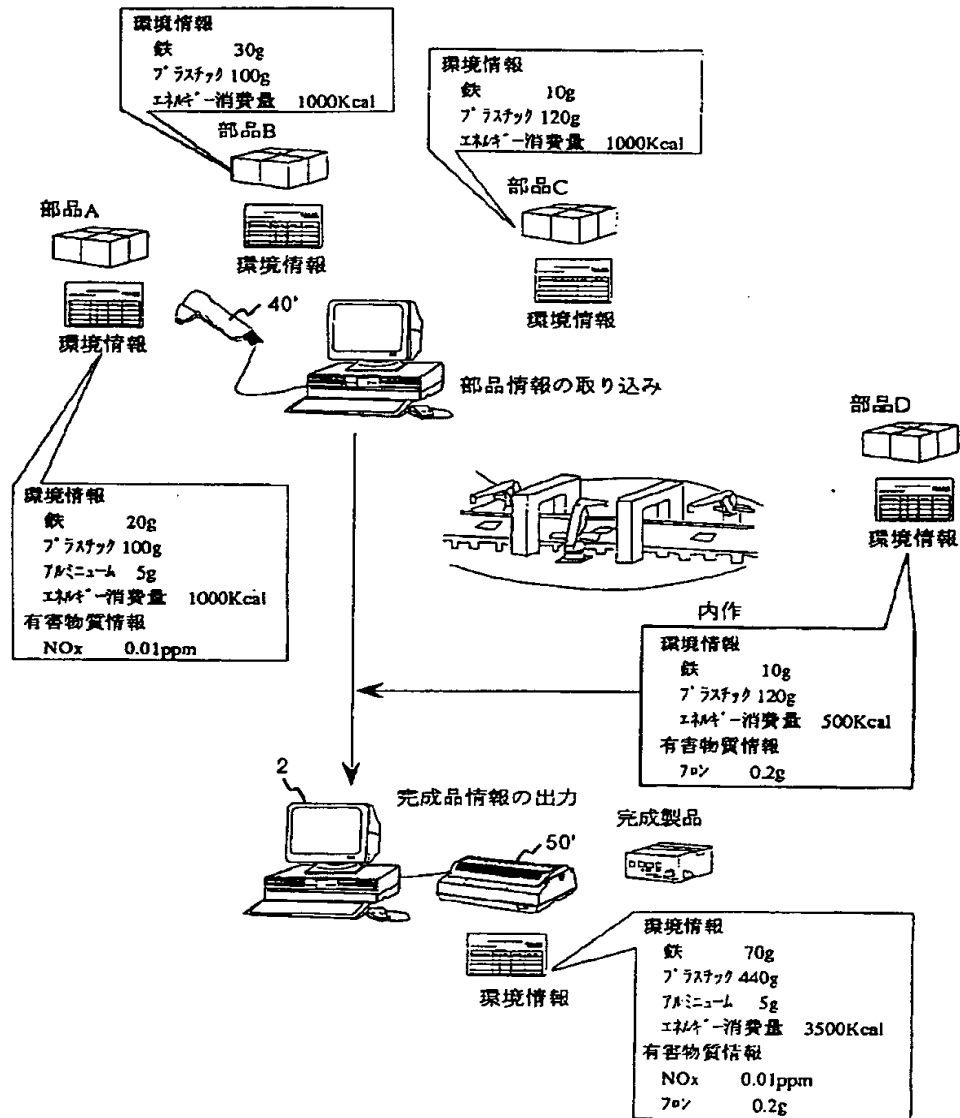 環境情報
鉄 30g
プラスチック 100g
エネルギー消費量 1000Kcal
部品B
環境情報
環境情報
鉄 10g
プラスチック 120g
エネルギー消費量 1000Kcal
部品C
環境情報
部品A
環境情報
40'
部品情報の取り込み
環境情報
鉄 20g
プラスチック 100g
アルミニューム 5g
エネルギー消費量 1000Kcal
有害物質情報
NOx 0.01ppm
部品D
環境情報
内作
環境情報
鉄 10g
プラスチック 120g
エネルギー消費量 500Kcal
有害物質情報
フロン 0.2g
2
完成品情報の出力
50'
完成製品
環境情報
環境情報
鉄 70g
プラスチック 440g
アルミニューム 5g
エネルギー消費量 3500Kcal
有害物質情報
NOx 0.01ppm
フロン 0.2g